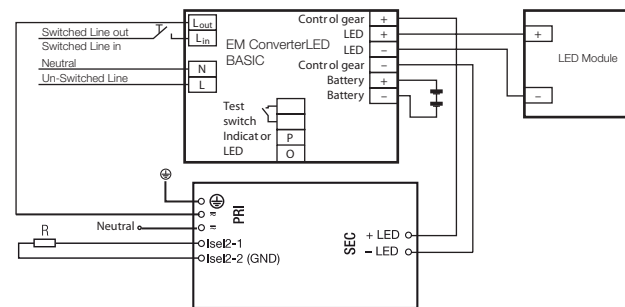 Switched Line out
Switched Line in
Neutral
Un-Switched Line
Lout
Lin
N
L
EM ConverterLED
BASIC
Test
switch
Indicator
LED
P
O
Control gear +
LED +
LED –
Control gear –
Battery +
Battery –
+
–
LED Module
PRI
≂
≂
Neutral
R
Isel2-1
Isel2-2 (GND)
SEC
+ LED
– LED